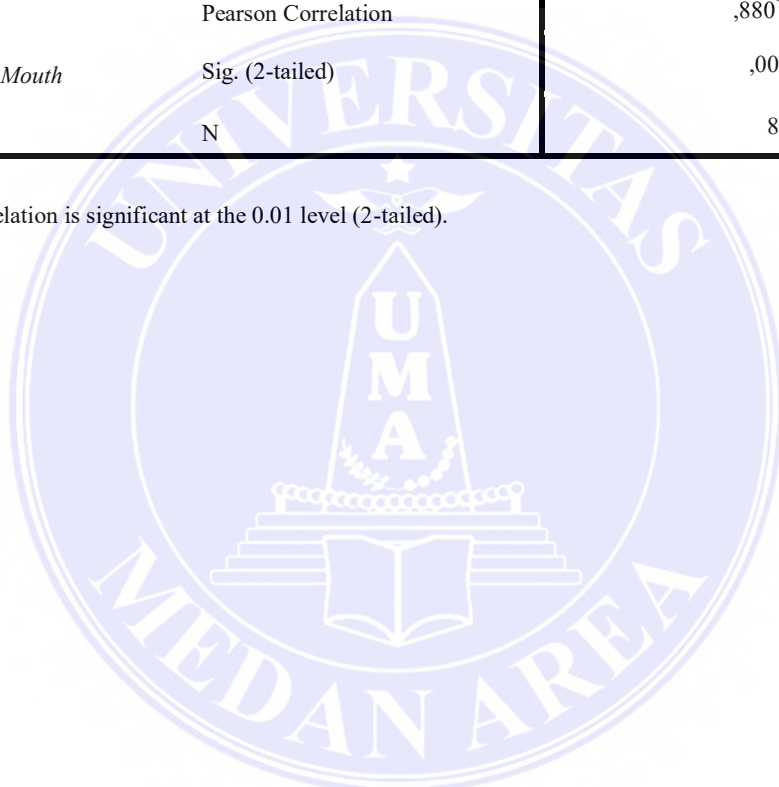 Pearson Correlation ,880
Mouth Sig. (2-tailed) ,00
N 8
elation is significant at the 0.01 level (2-tailed).
UNIVERSITAS
U
M
A
MEDAN AREA